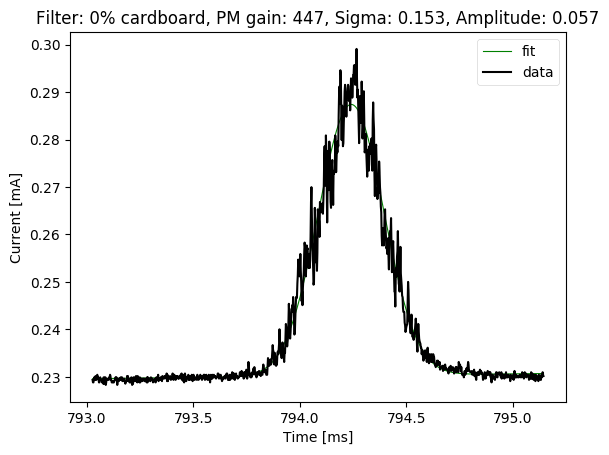 Filter: 0% cardboard, PM gain: 447, Sigma: 0.153, Amplitude: 0.057
fit
data
0.30
0.29
0.28
0.27
0.26
0.25
0.24
0.23
Current [mA]
793.0 793.5 794.0 794.5 795.0
Time [ms]